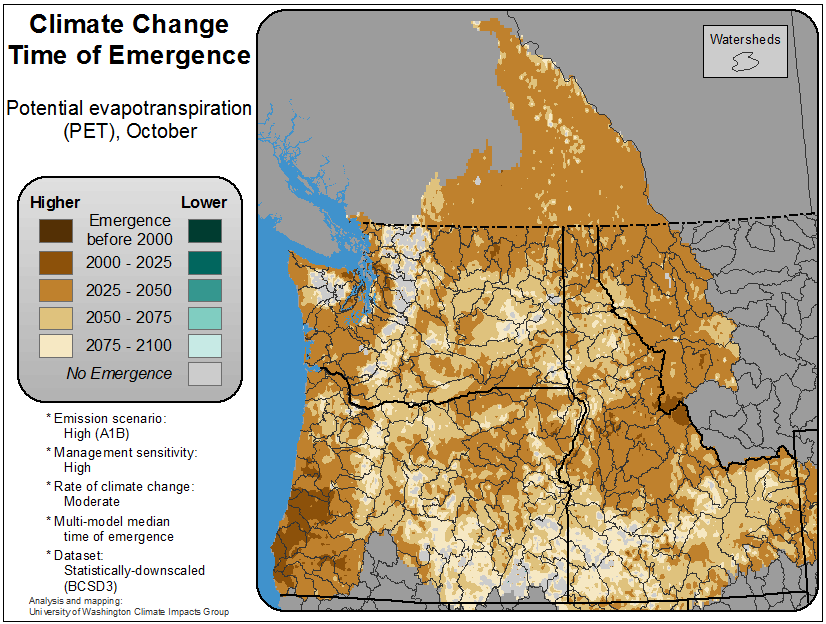 Climate Change
Time of Emergence
Potential evapotranspiration
(PET), October
Higher Lower
Emergence
before 2000
2000 - 2025
2025 - 2050
2050 - 2075
2075 - 2100
No Emergence
* Emission scenario:
High (A1B)
* Management sensitivity:
High
* Rate of climate change:
Moderate
* Multi-model median
time of emergence
* Dataset:
Statistically-downscaled
(BCSD3)
Analysis and mapping:
University of Washington Climate Impacts Group
Watersheds